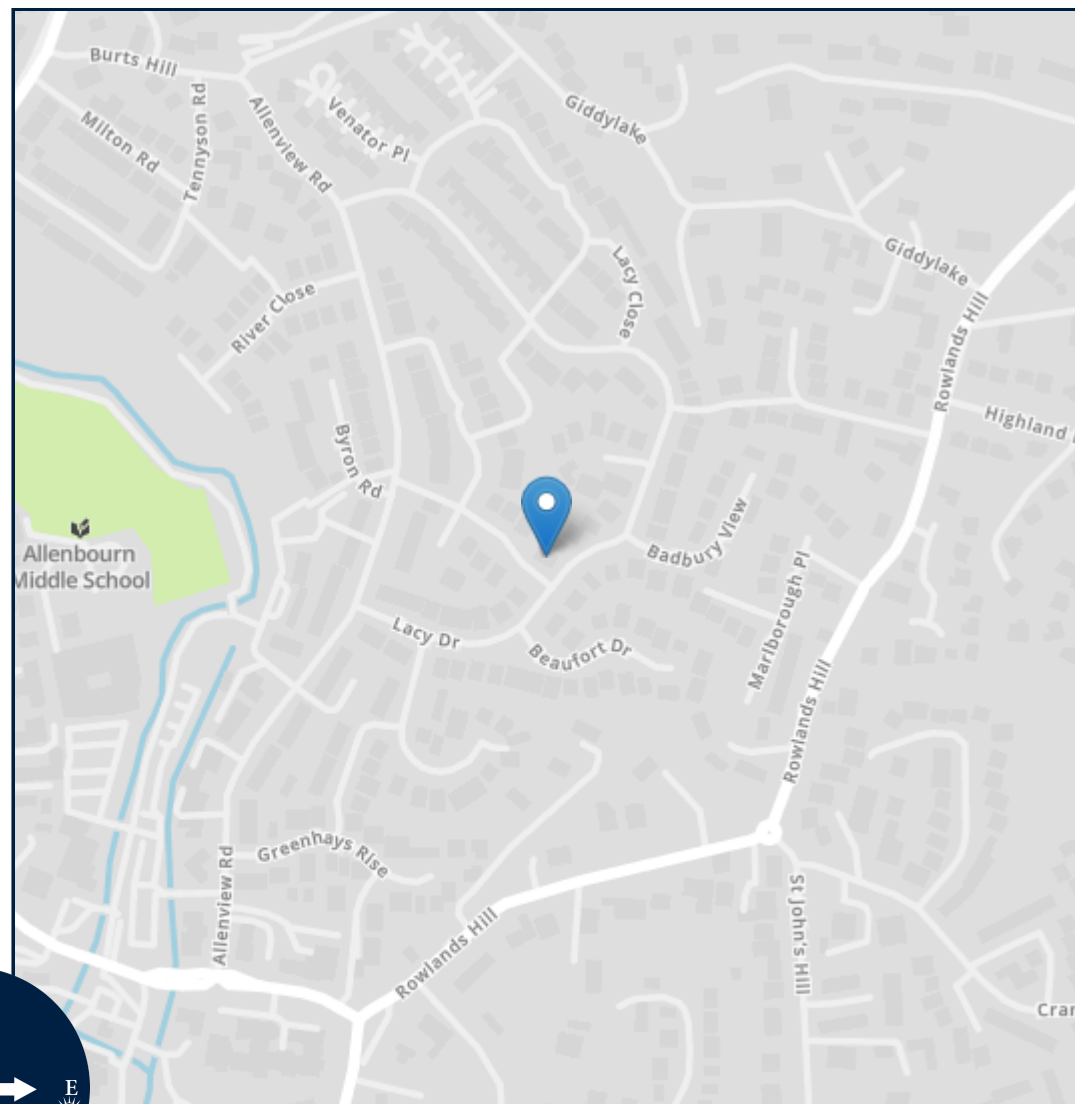 Burts Hill
Milton Rd
Tennyson Rd
Allenview Rd
Venator Pl
Giddylake
Giddylake
Lacy Close
River Close
Rowlands Hill
Highland
Byron Rd
Badbury View
Allenbourn
Middle School
Marlborough Pl
Lacy Dr
Beaufort Dr
Rowlands Hill
Greenhays Rise
Allenview Rd
St John's Hill
Rowlands Hill
Cran
E